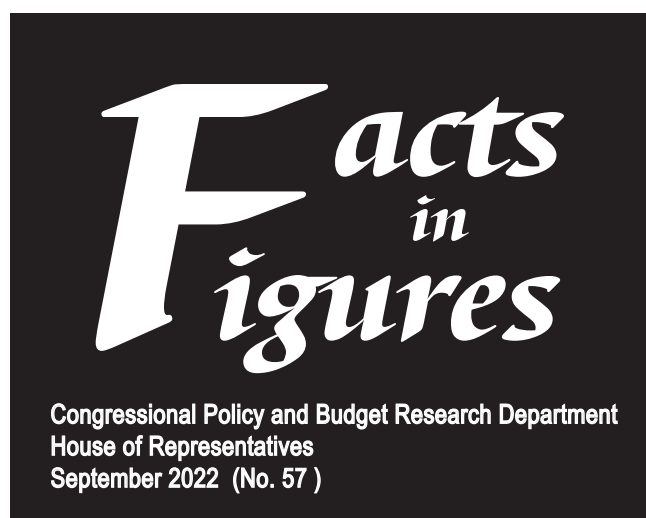 Facts
in
Figures
Congressional Policy and Budget Research Department
House of Representatives
September 2022 (No. 57 )